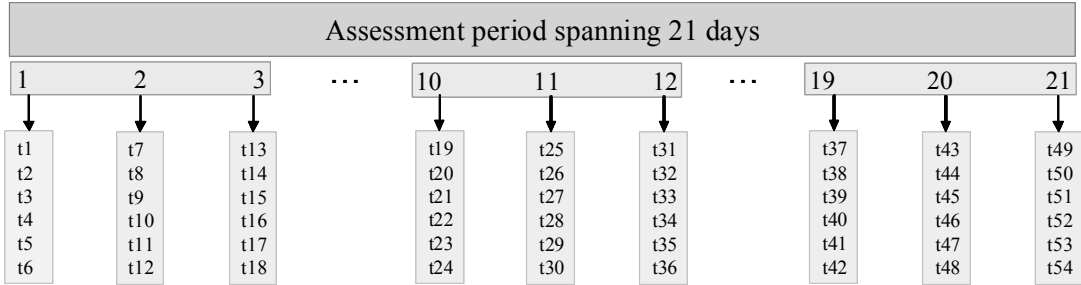 Assessment period spanning 21 days
1 2 3 ... 10 11 12 ... 19 20 21
t1 t7 t13 t19 t25 t31 t37 t43 t49
t2 t8 t14 t20 t26 t32 t38 t44 t50
t3 t9 t15 t21 t27 t33 t39 t45 t51
t4 t10 t16 t22 t28 t34 t40 t46 t52
t5 t11 t17 t23 t29 t35 t41 t47 t53
t6 t12 t18 t24 t30 t36 t42 t48 t54